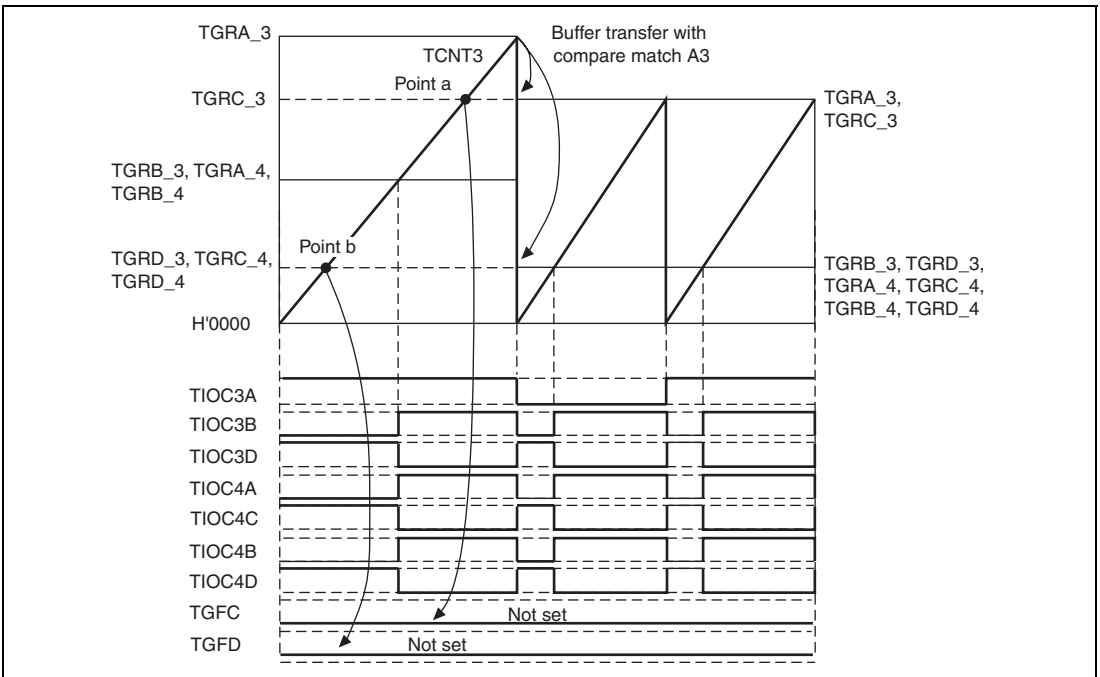 TGRA_3
TCNT3
Buffer transfer with
compare match A3
Point a
TGRC_3
TGRA_3,
TGRC_3
TGRB_3, TGRA_4,
TGRB_4
Point b
TGRD_3, TGRC_4,
TGRD_4
TGRB_3, TGRD_3,
TGRA_4, TGRC_4,
TGRB_4, TGRD_4
H'0000
TIOC3A
TIOC3B
TIOC3D
TIOC4A
TIOC4C
TIOC4B
TIOC4D
TGFC
Not set
TGFD
Not set